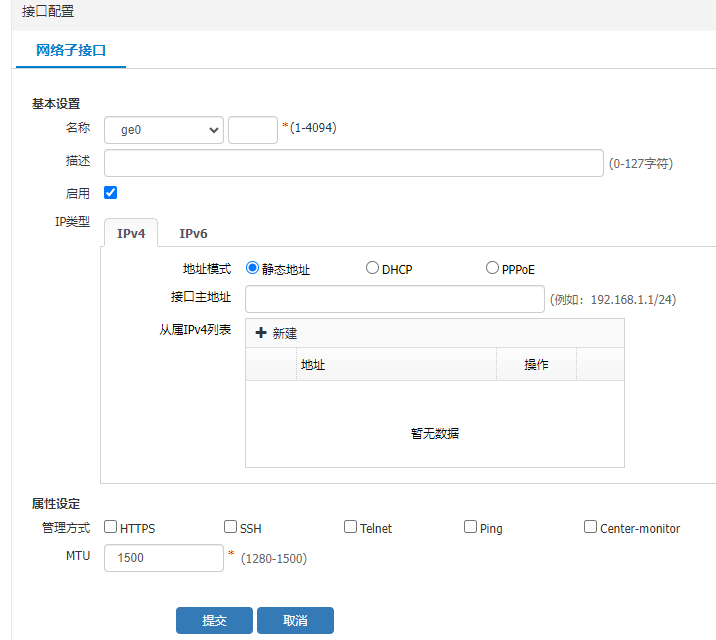 接口配置
网络子接口
基本设置
名称 ge0 *(1-4094)
描述 (0-127字符)
启用
IP类型 IPv4 IPv6
地址模式 静态地址 DHCP PPPoE
接口主地址 (例如：192.168.1.1/24)
从属IPv4列表 新建
地址 操作
暂无数据
属性设定
管理方式 HTTPS SSH Telnet Ping Center-monitor
MTU 1500 * (1280-1500)
提交 取消